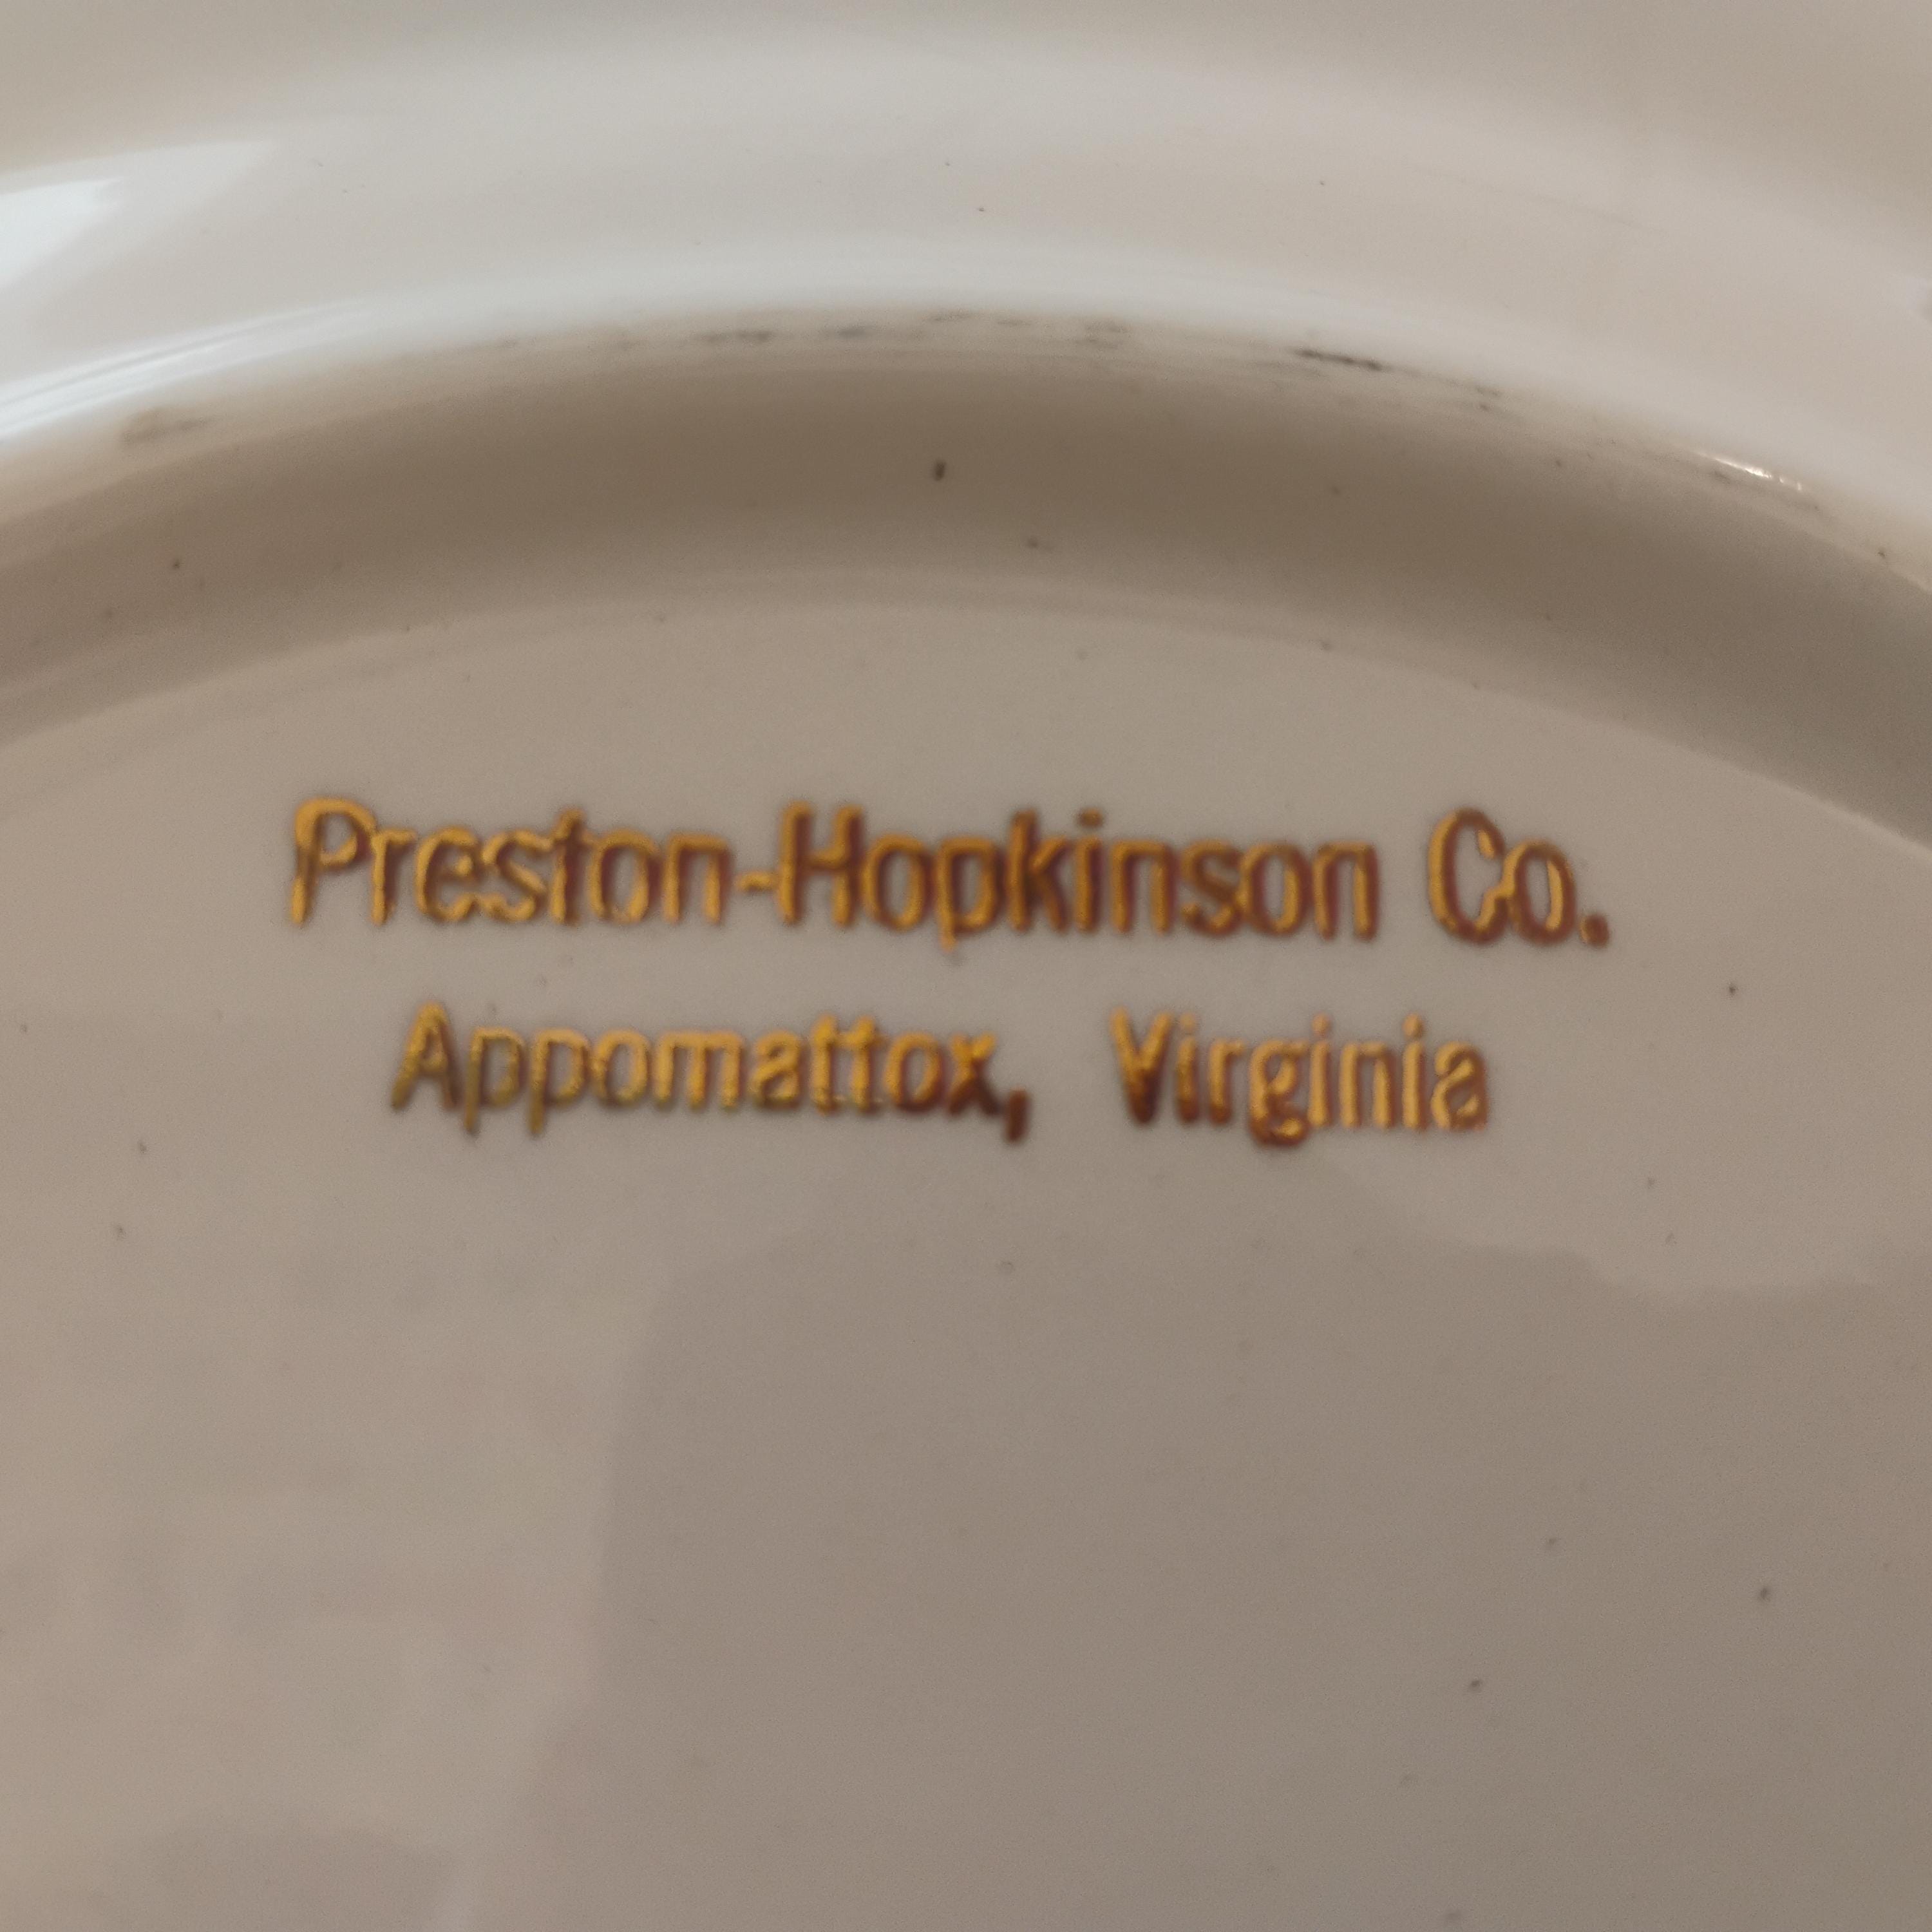 Preston-Hopkinson Co.
Appomattox, Virginia